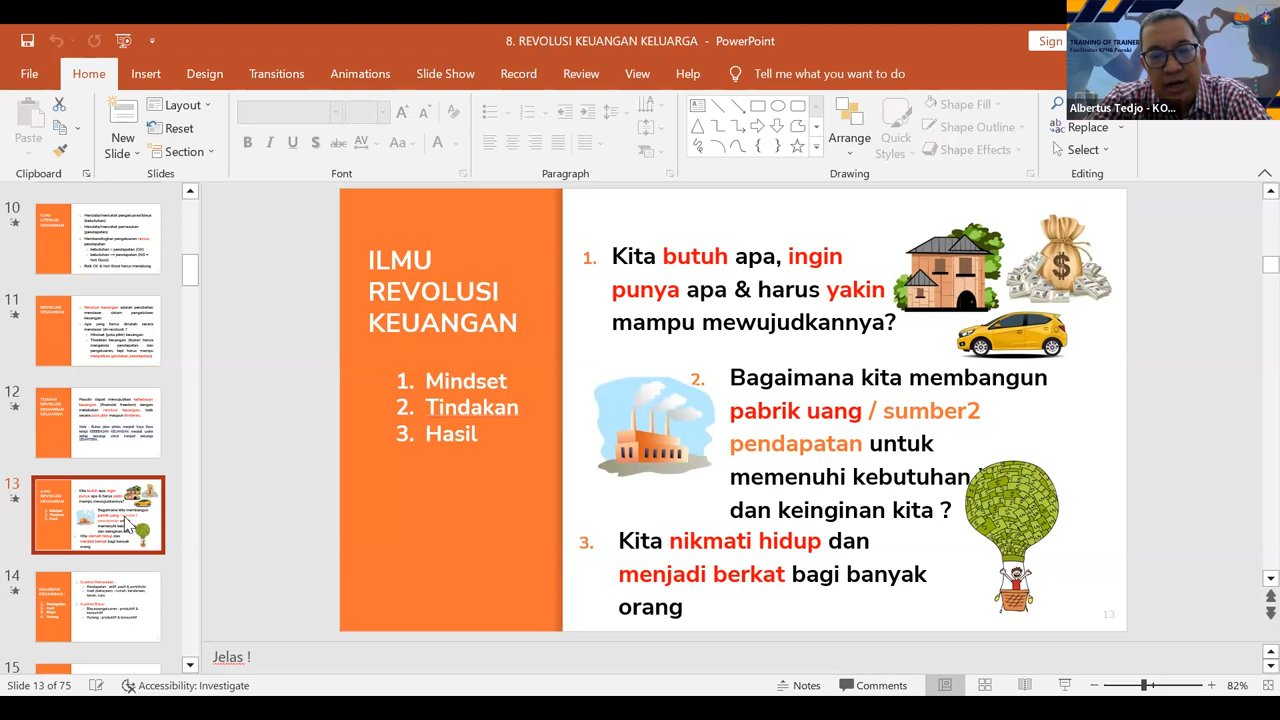 8. REVOLUSI KEUANGAN KELUARGA - PowerPoint
Sign
TRAINING OF TRAINER
Fasilitator KPHB Paroki
Albertus Tedjo - KO...
File Home Insert Design Transitions Animations Slide Show Record Review View Help Tell me what you want to do
Paste
New
Slide
Layout
Reset
Section
B I U S abc AV Aa A
Arrange
Quick
Styles
Shape Fill
Shape Outline
Shape Effects
Replace
Select
Clipboard Slides Font Paragraph Drawing Editing
10
11
12
13
14
15
ILMU
REVOLUSI
KEUANGAN
1. Mindset
2. Tindakan
3. Hasil
1. Kita butuh apa, ingin
punya apa & harus yakin
mampu mewujudkannya?
2. Bagaimana kita membangun
pabrik uang / sumber2
pendapatan untuk
memenuhi kebutuhan
dan keinginan kita ?
3. Kita nikmati hidup dan
menjadi berkat bagi banyak
orang
13
Jelas !
Slide 13 of 75 Accessibility: Investigate Notes Comments 82%